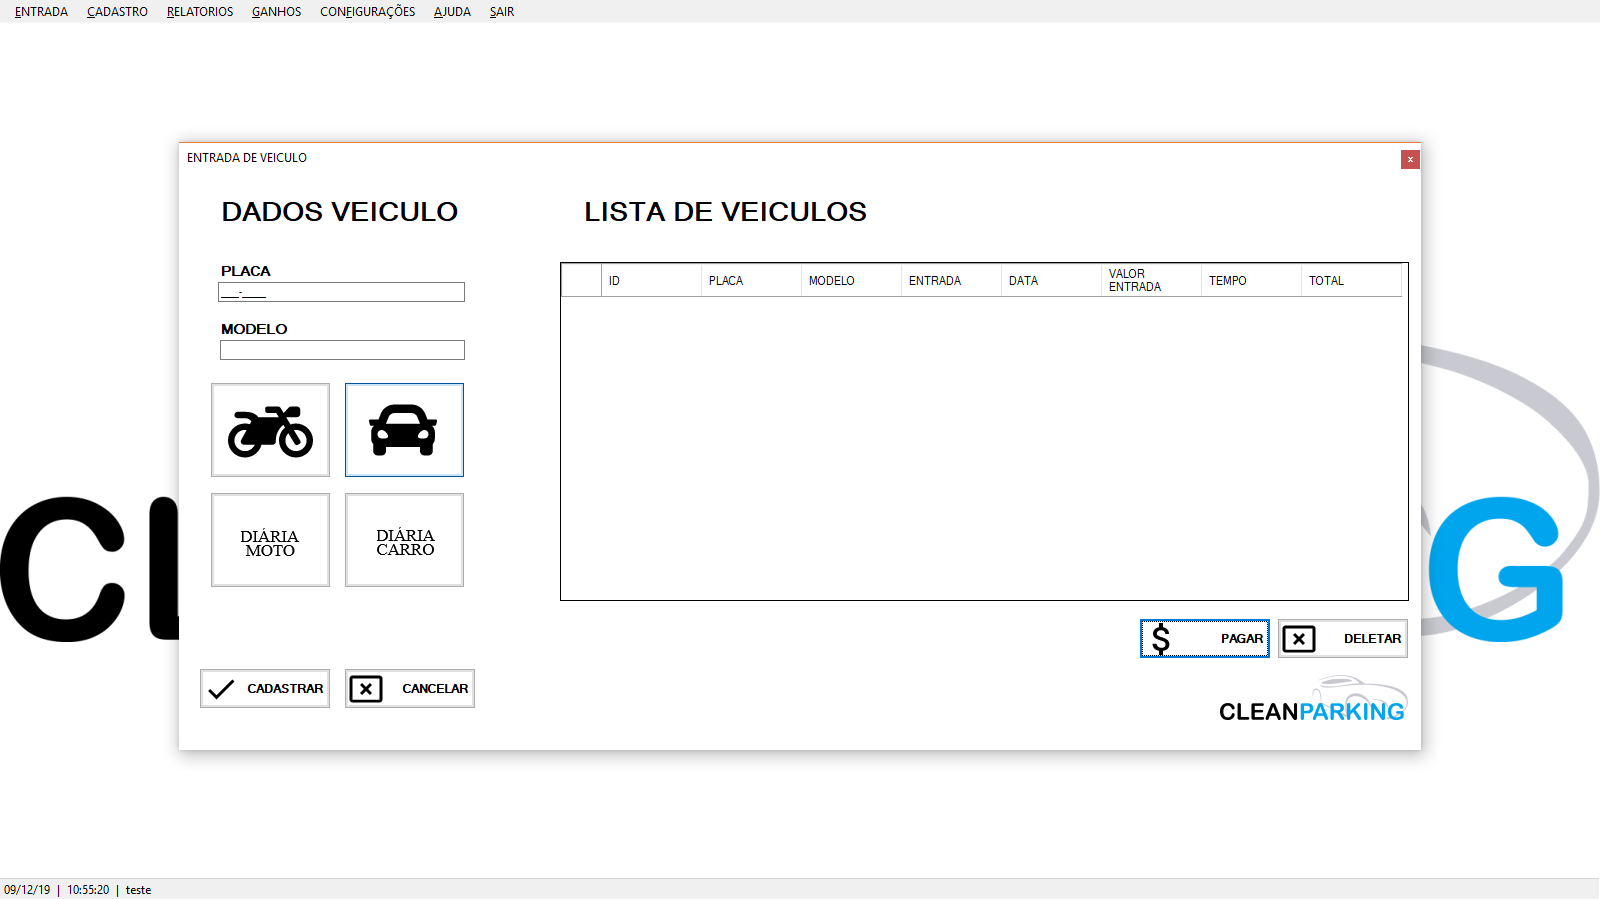 ENTRADA CADASTRO RELATORIOS GANHOS CONFIGURAÇÕES AJUDA SAIR
ENTRADA DE VEICULO
x
DADOS VEICULO
LISTA DE VEICULOS
PLACA
___-____
MODELO
ID PLACA MODELO ENTRADA DATA VALOR ENTRADA TEMPO TOTAL
DIÁRIA
MOTO
DIÁRIA
CARRO
$ PAGAR
DELETAR
CADASTRAR
CANCELAR
CLEANPARKING
CL
G
09/12/19 | 10:55:20 | teste